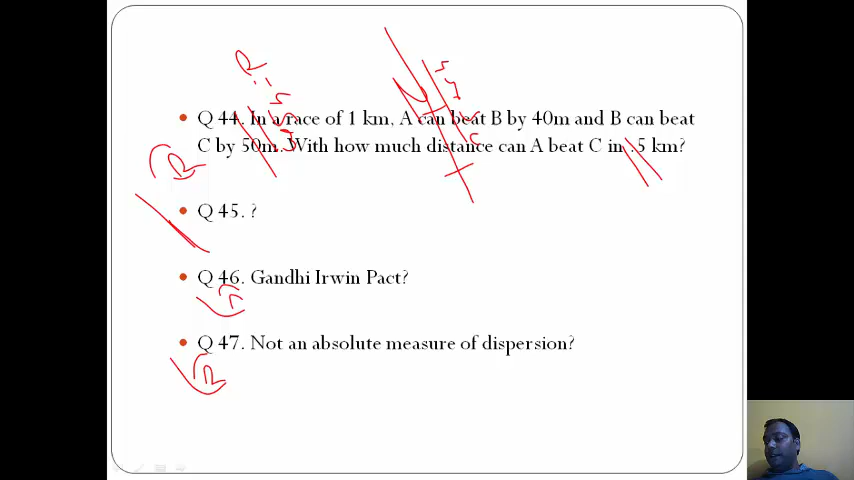 Q 44. In a race of 1 km, A can beat B by 40m and B can beat
C by 50m. With how much distance can A beat C in .5 km?
Q 45. ?
Q 46. Gandhi Irwin Pact?
Q 47. Not an absolute measure of dispersion?